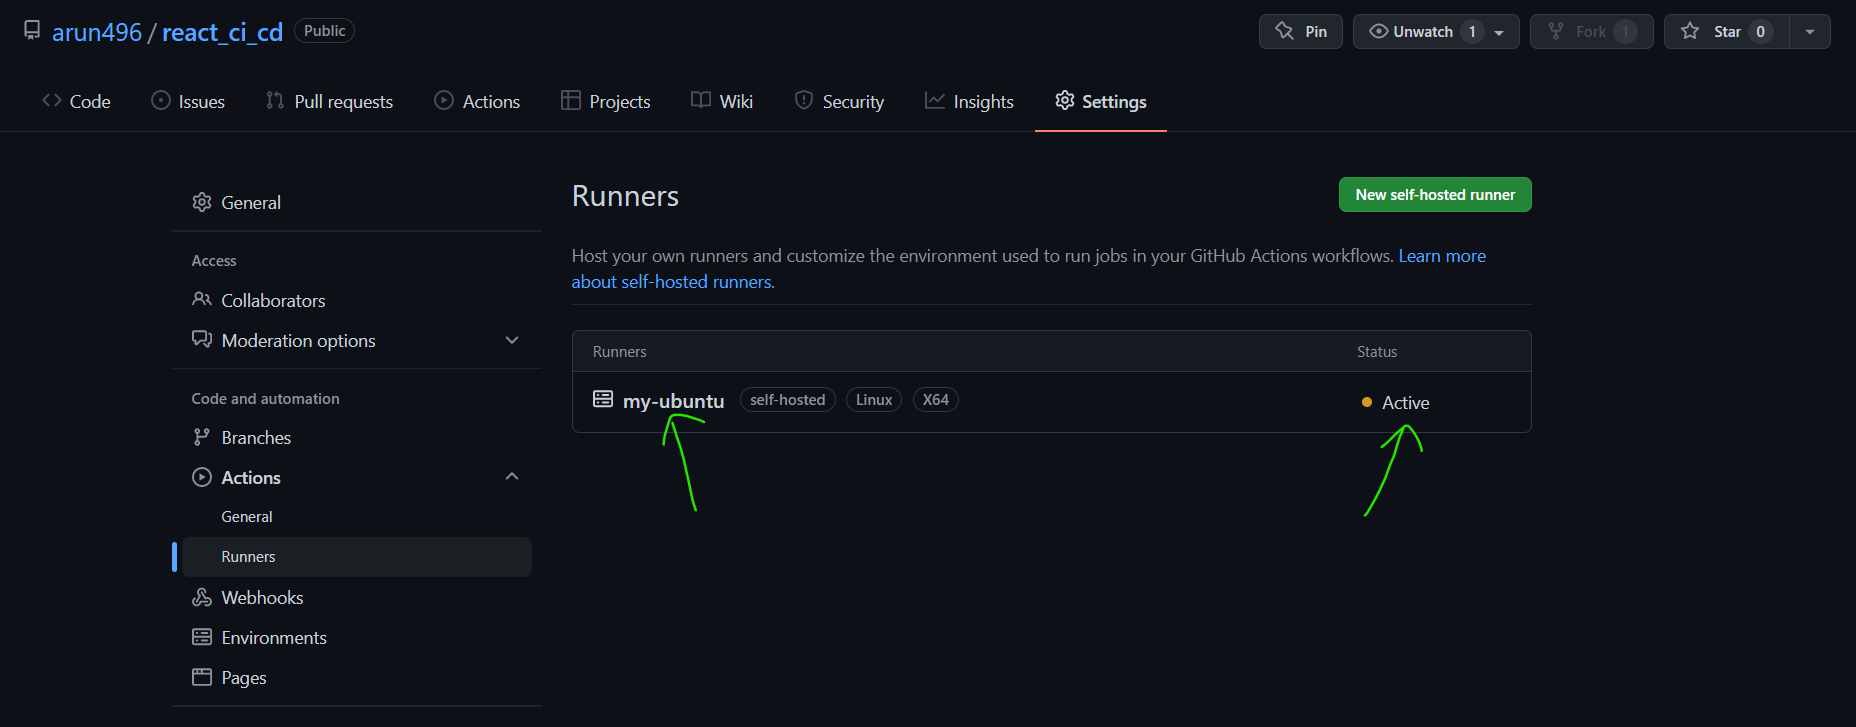 arun496 / react_ci_cd Public Pin Unwatch 1 Fork 1 Star 0
Code Issues Pull requests Actions Projects Wiki Security Insights Settings
General
Access
Collaborators
Moderation options
Code and automation
Branches
Actions
General
Runners
Webhooks
Environments
Pages
Runners New self-hosted runner
Host your own runners and customize the environment used to run jobs in your GitHub Actions workflows. Learn more
about self-hosted runners.
Runners Status
my-ubuntu self-hosted Linux X64 Active